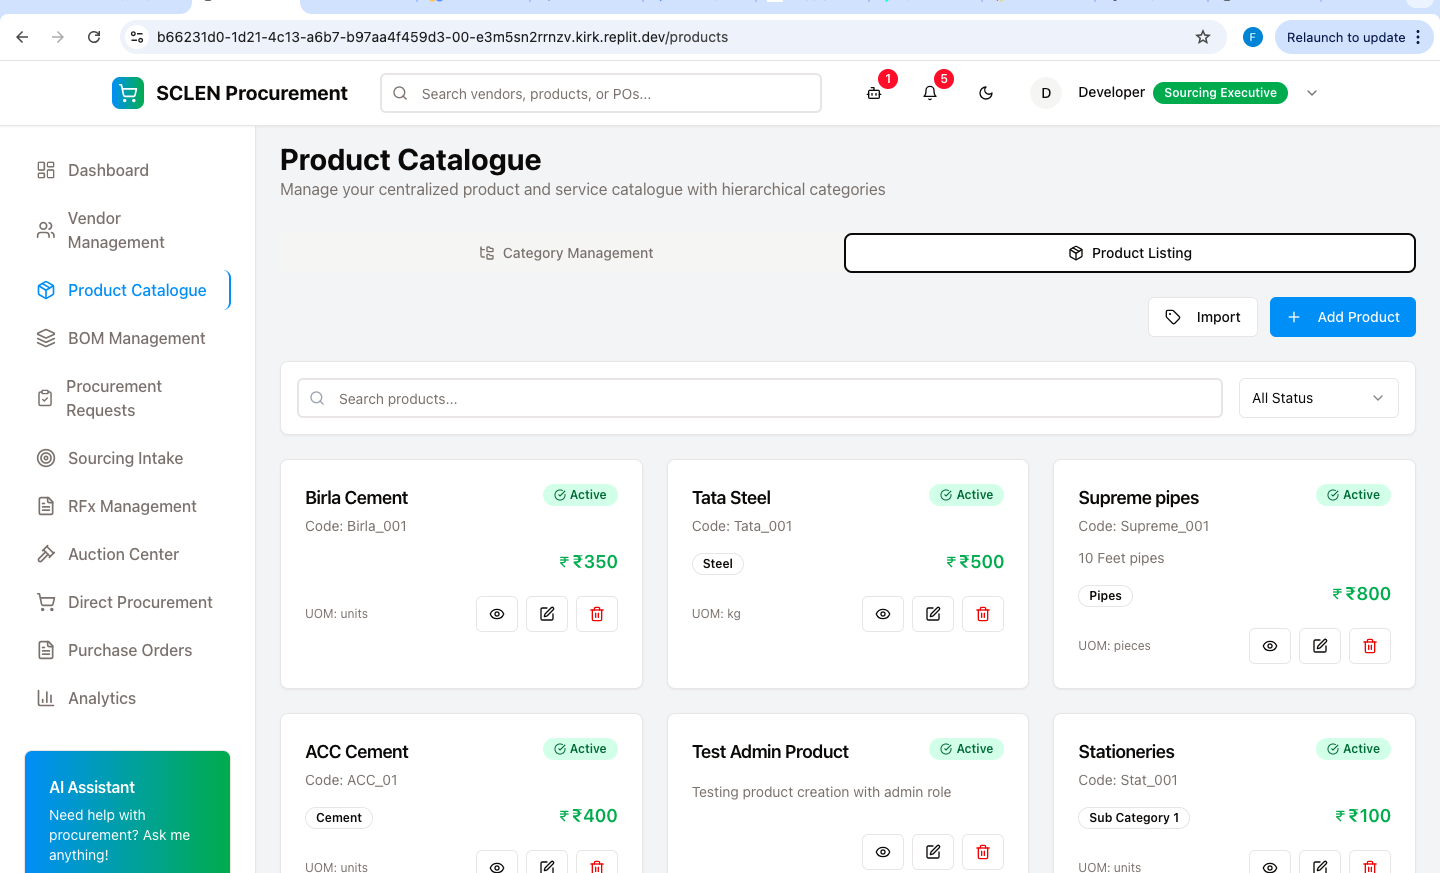 b66231d0-1d21-4c13-a6b7-b97aa4f459d3-00-e3m5sn2rrnzv.kirk.replit.dev/products
F
Relaunch to update
SCLEN Procurement
Search vendors, products, or POs...
1
5
D
Developer
Sourcing Executive
Dashboard
Vendor
Management
Product Catalogue
BOM Management
Procurement
Requests
Sourcing Intake
RFx Management
Auction Center
Direct Procurement
Purchase Orders
Analytics
AI Assistant
Need help with
procurement? Ask me
anything!
Product Catalogue
Manage your centralized product and service catalogue with hierarchical categories
Category Management
Product Listing
Import
Add Product
Search products...
All Status
Birla Cement
Active
Code: Birla_001
₹ ₹350
UOM: units
Tata Steel
Active
Code: Tata_001
Steel
₹ ₹500
UOM: kg
Supreme pipes
Active
Code: Supreme_001
10 Feet pipes
Pipes
₹ ₹800
UOM: pieces
ACC Cement
Active
Code: ACC_01
Cement
₹ ₹400
UOM: units
Test Admin Product
Active
Testing product creation with admin role
Stationeries
Active
Code: Stat_001
Sub Category 1
₹ ₹100
UOM: units